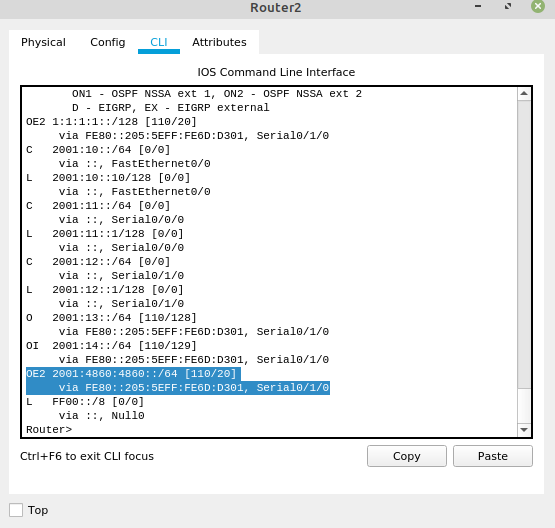 Router2
Physical Config CLI Attributes
IOS Command Line Interface
ON1 - OSPF NSSA ext 1, ON2 - OSPF NSSA ext 2
D - EIGRP, EX - EIGRP external
OE2 1:1:1:1::/128 [110/20]
via FE80::205:5EFF:FE6D:D301, Serial0/1/0
C 2001:10::/64 [0/0]
via ::, FastEthernet0/0
L 2001:10::10/128 [0/0]
via ::, FastEthernet0/0
C 2001:11::/64 [0/0]
via ::, Serial0/0/0
L 2001:11::1/128 [0/0]
via ::, Serial0/0/0
C 2001:12::/64 [0/0]
via ::, Serial0/1/0
L 2001:12::1/128 [0/0]
via ::, Serial0/1/0
O 2001:13::/64 [110/128]
via FE80::205:5EFF:FE6D:D301, Serial0/1/0
OI 2001:14::/64 [110/129]
via FE80::205:5EFF:FE6D:D301, Serial0/1/0
OE2 2001:4860:4860::/64 [110/20]
via FE80::205:5EFF:FE6D:D301, Serial0/1/0
L FF00::/8 [0/0]
via ::, Null0
Router>
Ctrl+F6 to exit CLI focus Copy Paste
Top